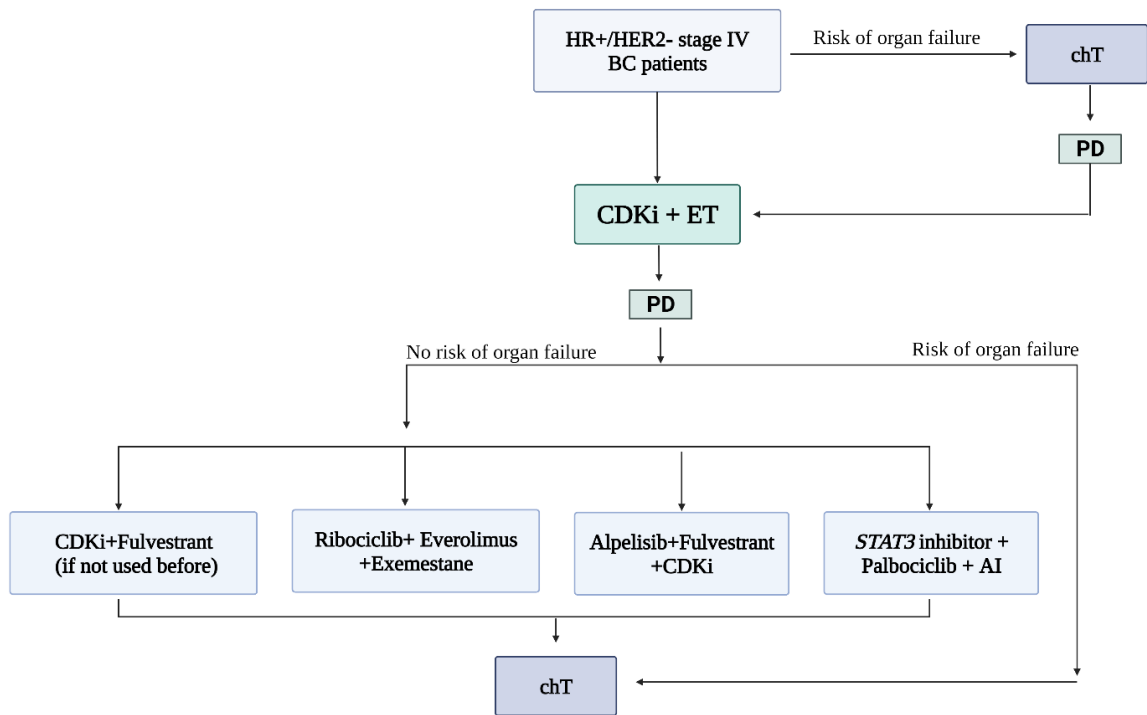 HR+/HER2- stage IV
BC patients
Risk of organ failure
chT
PD
CDKi + ET
PD
No risk of organ failure
Risk of organ failure
CDKi+Fulvestrant
(if not used before)
Ribociclib+ Everolimus
+Exemestane
Alpelisib+Fulvestrant
+CDKi
STAT3 inhibitor +
Palbociclib + AI
chT